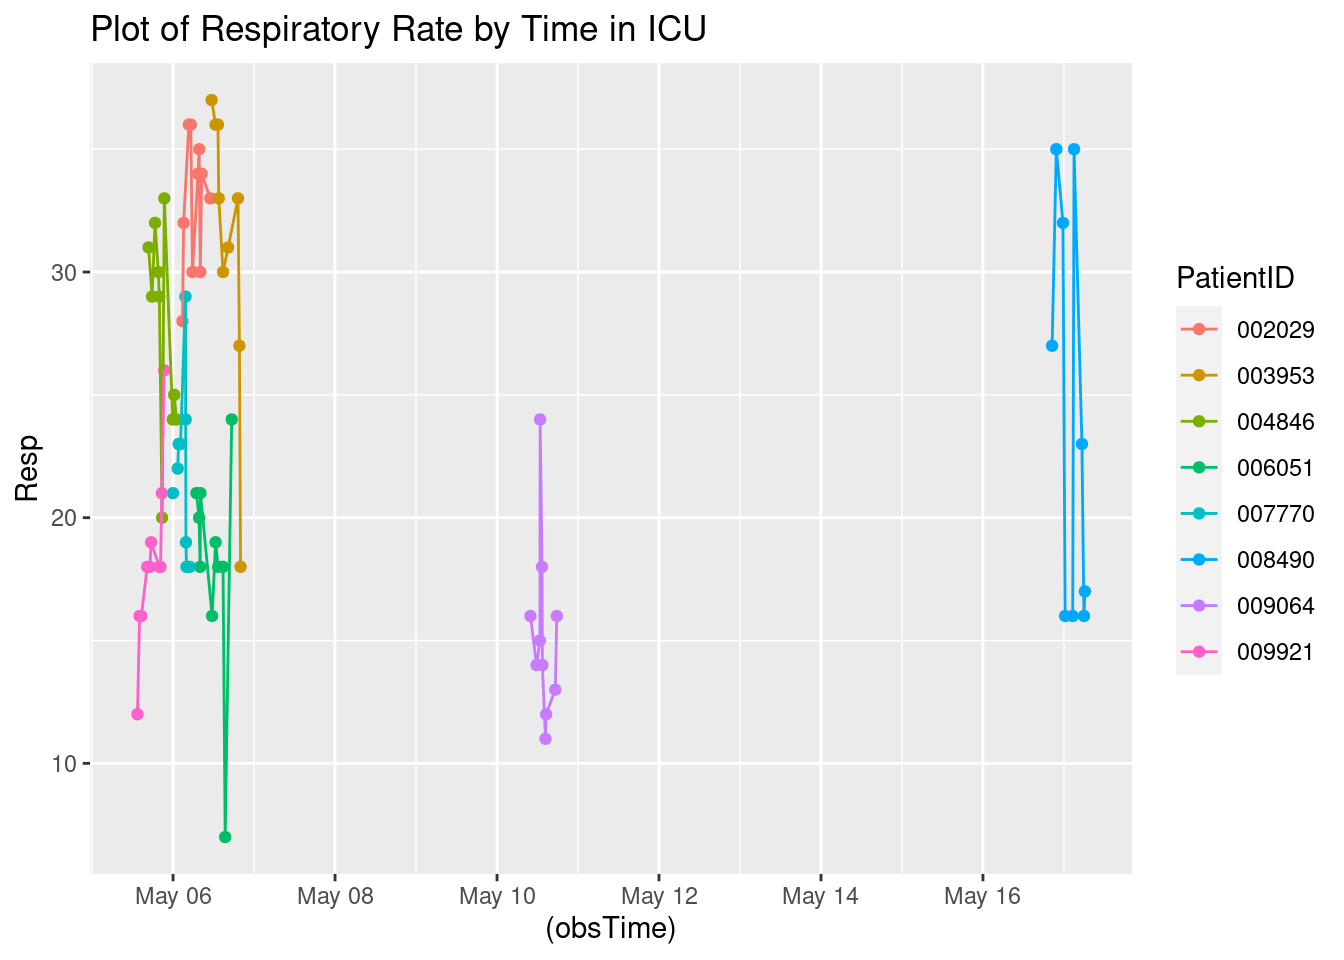 Plot of Respiratory Rate by Time in ICU
Resp
30
20
10
May 06 May 08 May 10 May 12 May 14 May 16
(obsTime)
PatientID
002029
003953
004846
006051
007770
008490
009064
009921